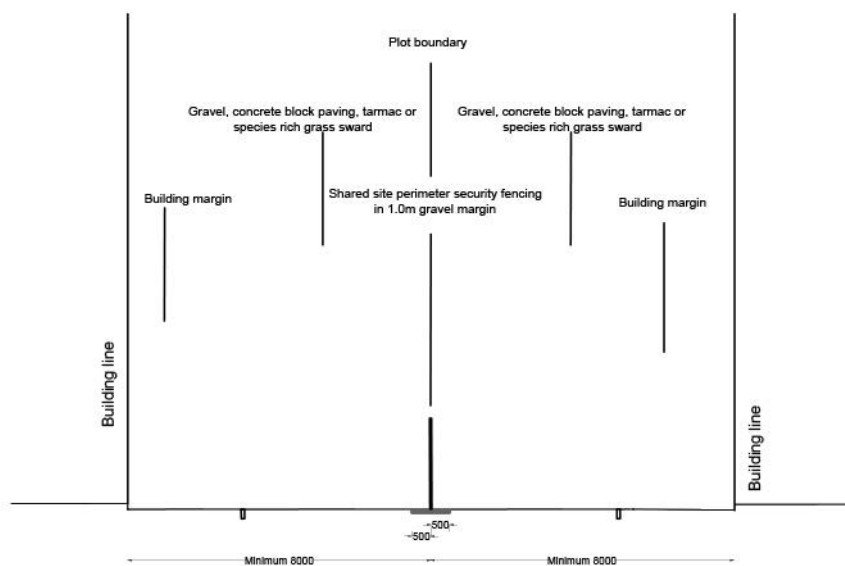 Plot boundary
Gravel, concrete block paving, tarmac or
species rich grass sward
Gravel, concrete block paving, tarmac or
species rich grass sward
Shared site perimeter security fencing
in 1.0m gravel margin
Building margin
Building margin
Building line
Building line
500
500
Minimum 8000
Minimum 8000